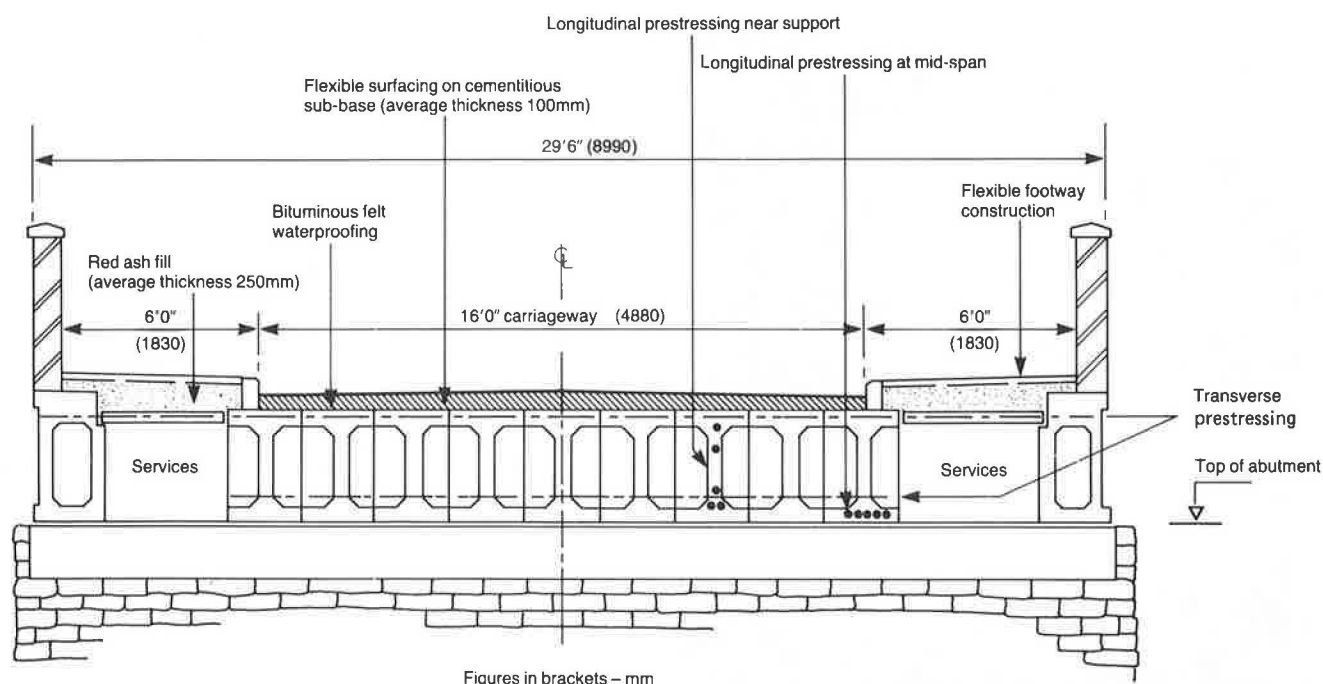 Longitudinal prestressing near support
Longitudinal prestressing at mid-span
Flexible surfacing on cementitious
sub-base (average thickness 100mm)
29'6" (8990)
Flexible footway
construction
Bituminous felt
waterproofing
Red ash fill
(average thickness 250mm)
℄
6'0"
(1830)
16'0" carriageway (4880)
6'0"
(1830)
Transverse
prestressing
Services
Services
Top of abutment
Figures in brackets – mm